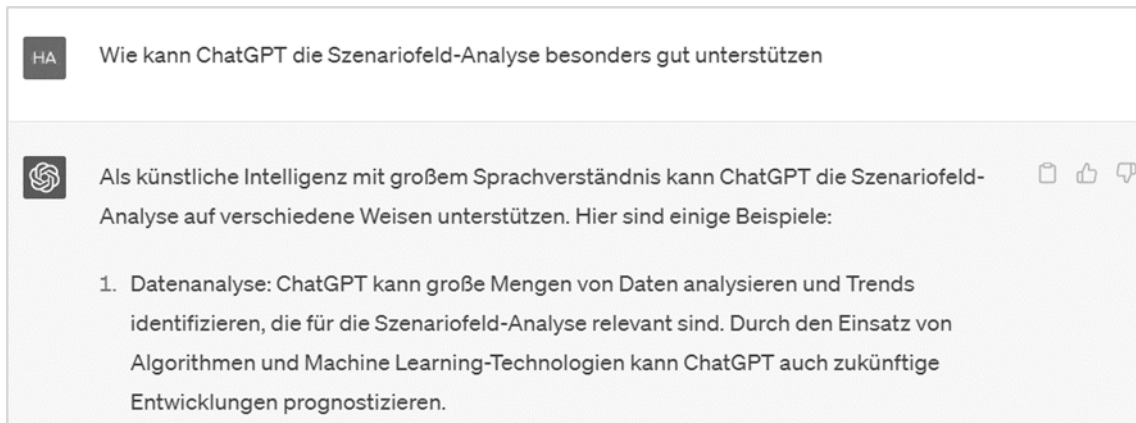 HA
Wie kann ChatGPT die Szenariofeld-Analyse besonders gut unterstützen
Als künstliche Intelligenz mit großem Sprachverständnis kann ChatGPT die Szenariofeld-
Analyse auf verschiedene Weisen unterstützen. Hier sind einige Beispiele:
1. Datenanalyse: ChatGPT kann große Mengen von Daten analysieren und Trends
identifizieren, die für die Szenariofeld-Analyse relevant sind. Durch den Einsatz von
Algorithmen und Machine Learning-Technologien kann ChatGPT auch zukünftige
Entwicklungen prognostizieren.